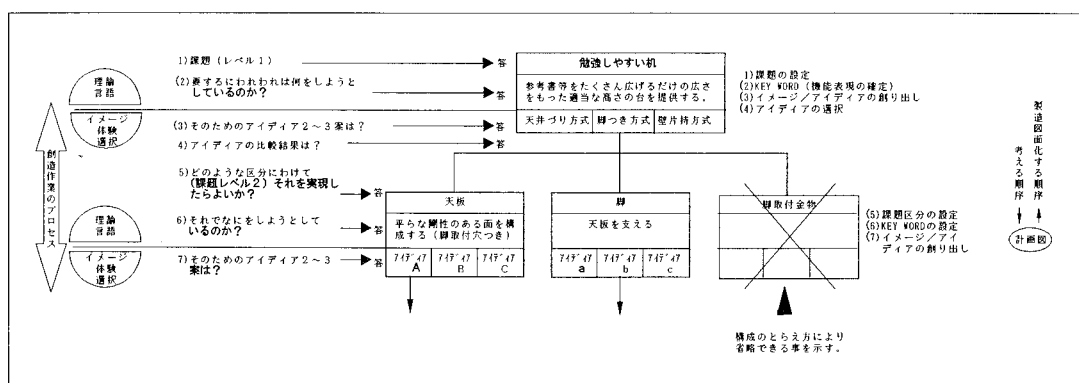 理論
言語
イメージ
体験
選択
創造作業のプロセス
理論
言語
イメージ
体験
選択
1)課題(レベル1)
(2)要するにわれわれは何をしようと
しているのか?
(3)そのためのアイディア2〜3案は?
4)アイディアの比較結果は?
5)どのような区分にわけて
(課題レベル2)それを実現し
たらよいか?
6)それでなにをしようとして
いるのか?
7)そのためのアイディア2〜3
案は?
答
答
答
答
答
答
答
勉強しやすい机
参考書等をたくさん広げるだけの広さ
をもった適当な高さの台を提供する。
天井づり方式
脚つき方式
壁片持方式
1)課題の設定
(2)KEY WORD(機能表現の確定)
(3)イメージ/アイディアの創り出し
(4)アイディアの選択
天板
平らな剛性のある面を構
成する(脚取付穴つき)
アイディア
A
アイディア
B
アイディア
C
脚
天板を支える
アイディア
a
アイディア
b
アイディア
c
脚取付金物
(5)課題区分の設定
(6)KEY WORDの設定
(7)イメージ/アイ
ディアの創り出し
構成のとらえ方により
省略できる事を示す。
製造図面化する順序
考える順序
計画図